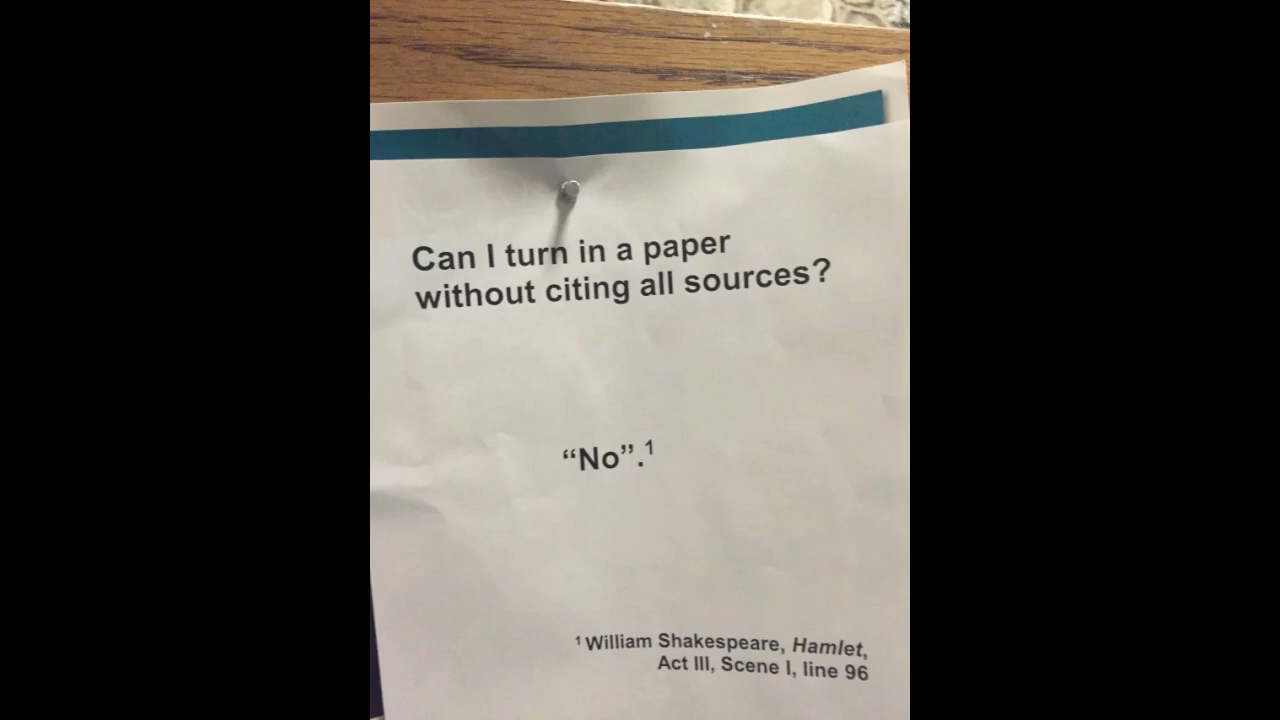 Can I turn in a paper
without citing all sources?
“No”.¹
¹ William Shakespeare, Hamlet,
Act III, Scene I, line 96